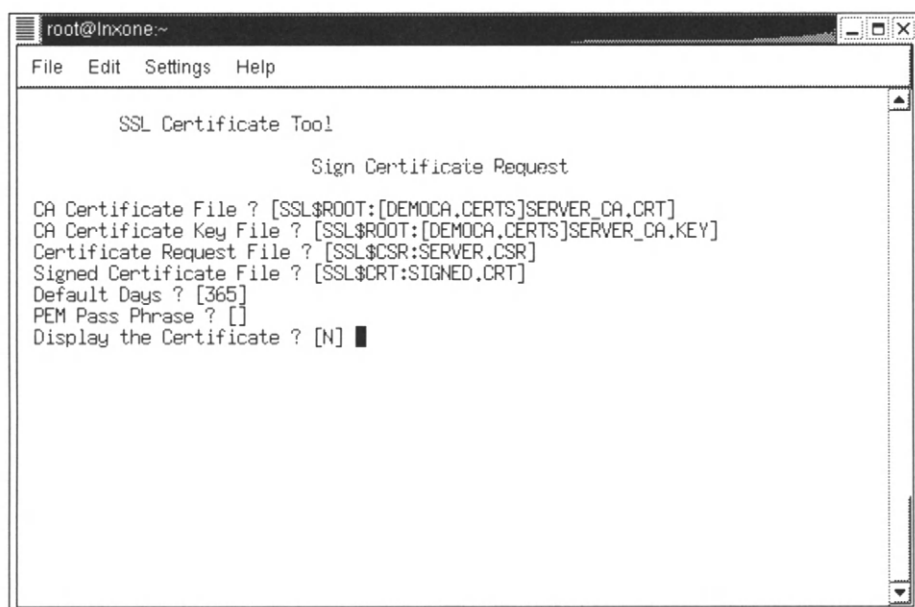 root@lnxone:~
File Edit Settings Help
SSL Certificate Tool
Sign Certificate Request
CA Certificate File ? [SSL$ROOT:[DEMOCA.CERTS]SERVER_CA.CRT]
CA Certificate Key File ? [SSL$ROOT:[DEMOCA.CERTS]SERVER_CA.KEY]
Certificate Request File ? [SSL$CSR:SERVER.CSR]
Signed Certificate File ? [SSL$CRT:SIGNED.CRT]
Default Days ? [365]
PEM Pass Phrase ? []
Display the Certificate ? [N]